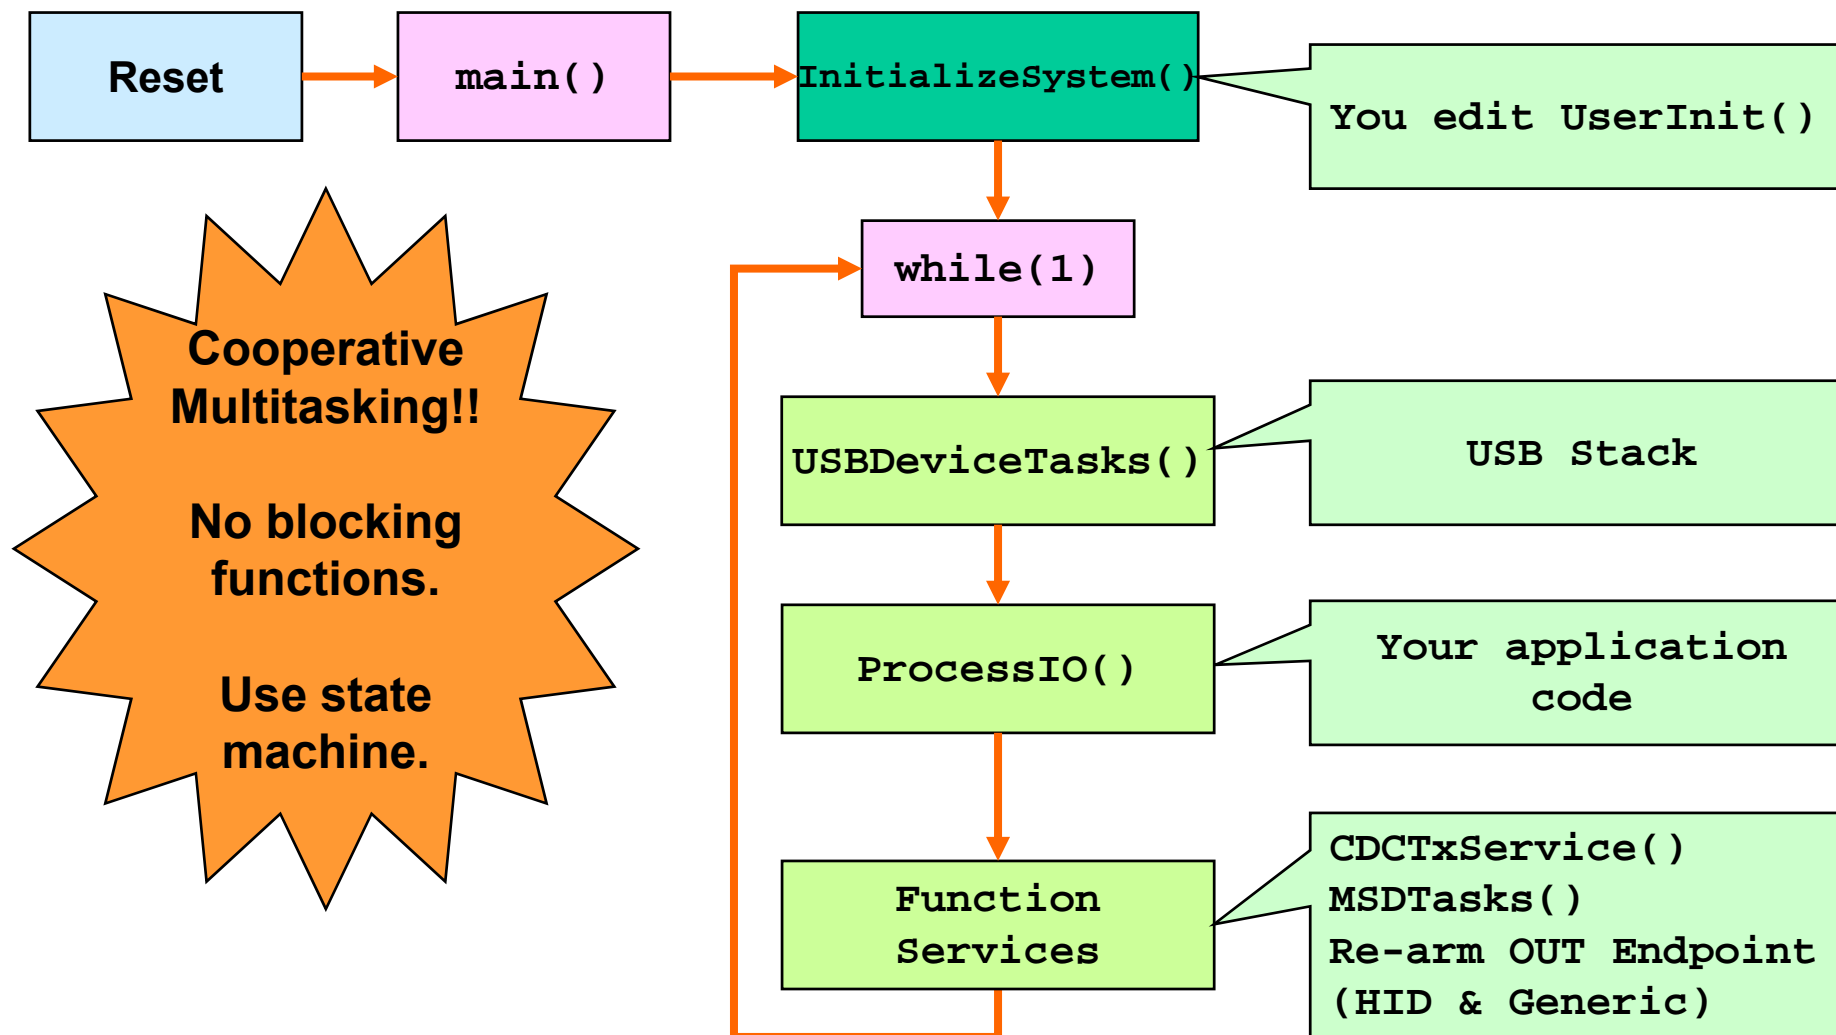 Reset
main()
InitializeSystem()
You edit UserInit()
while(1)
Cooperative
Multitasking!!
No blocking
functions.
Use state
machine.
USBDeviceTasks()
USB Stack
ProcessIO()
Your application
code
Function
Services
CDCTxService()
MSDTasks()
Re-arm OUT Endpoint
(HID & Generic)